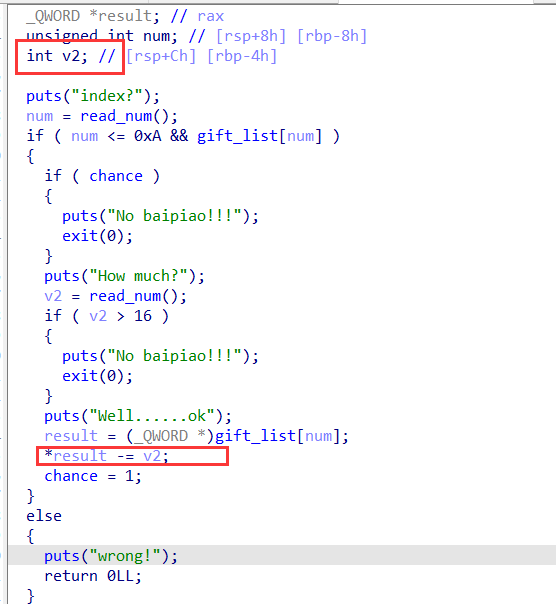 _QWORD *result; // rax
unsigned int num; // [rsp+8h] [rbp-8h]
int v2; // [rsp+Ch] [rbp-4h]
puts("index?");
num = read_num();
if ( num <= 0xA && gift_list[num] )
{
if ( chance )
{
puts("No baipiao!!!");
exit(0);
}
puts("How much?");
v2 = read_num();
if ( v2 > 16 )
{
puts("No baipiao!!!");
exit(0);
}
puts("Well......ok");
result = (_QWORD *)gift_list[num];
*result -= v2;
chance = 1;
}
else
{
puts("wrong!");
return 0LL;
}